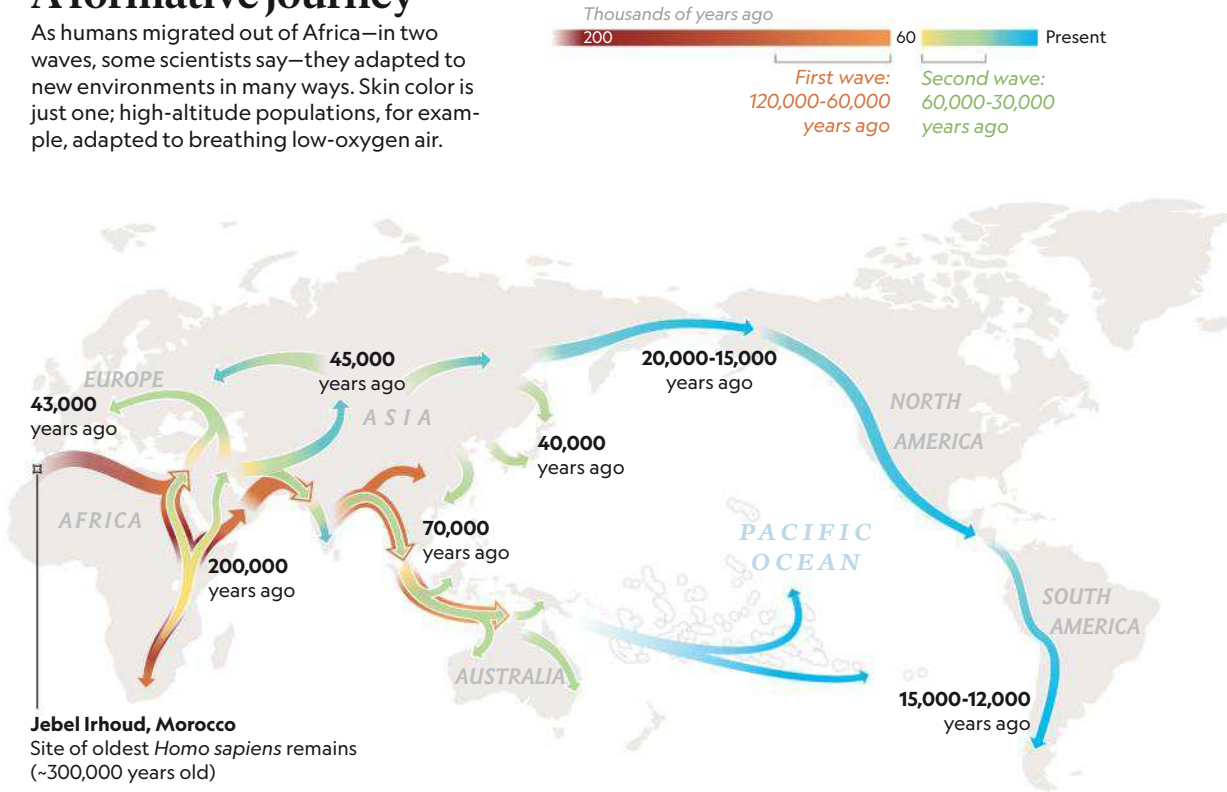 A formative journey
As humans migrated out of Africa—in two
waves, some scientists say—they adapted to
new environments in many ways. Skin color is
just one; high-altitude populations, for exam-
ple, adapted to breathing low-oxygen air.
Thousands of years ago
200
60
Present
First wave:
120,000-60,000
years ago
Second wave:
60,000-30,000
years ago
EUROPE
43,000
years ago
45,000
years ago
ASIA
20,000-15,000
years ago
NORTH
AMERICA
40,000
years ago
AFRICA
70,000
years ago
200,000
years ago
PACIFIC
OCEAN
SOUTH
AMERICA
AUSTRALIA
15,000-12,000
years ago
Jebel Irhoud, Morocco
Site of oldest Homo sapiens remains
(~300,000 years old)